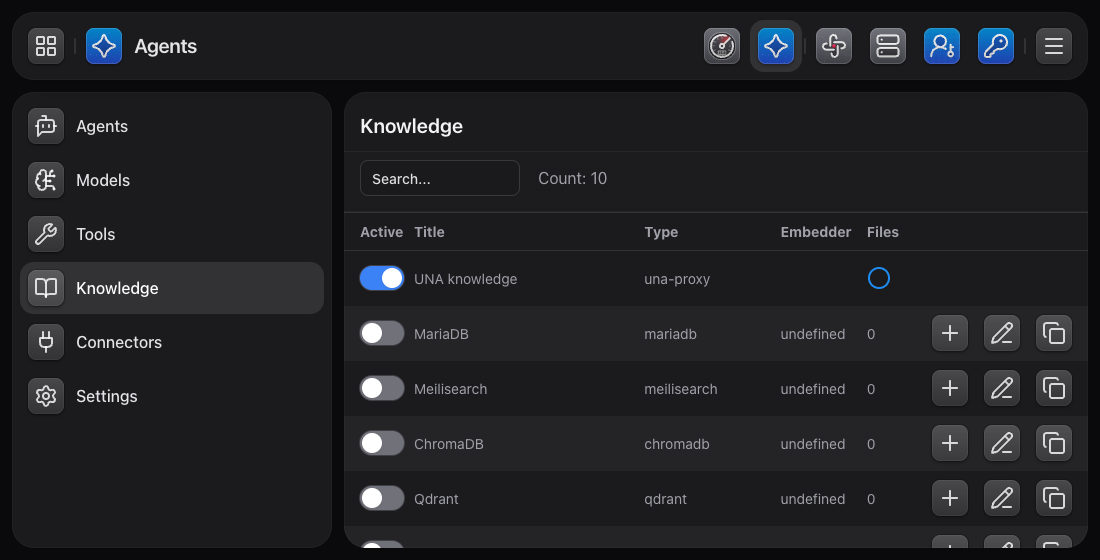 Agents
Agents
Models
Tools
Knowledge
Connectors
Settings
Knowledge
Search...
Count: 10
Active Title Type Embedder Files
UNA knowledge una-proxy
MariaDB mariadb undefined 0
Meilisearch meilisearch undefined 0
ChromaDB chromadb undefined 0
Qdrant qdrant undefined 0